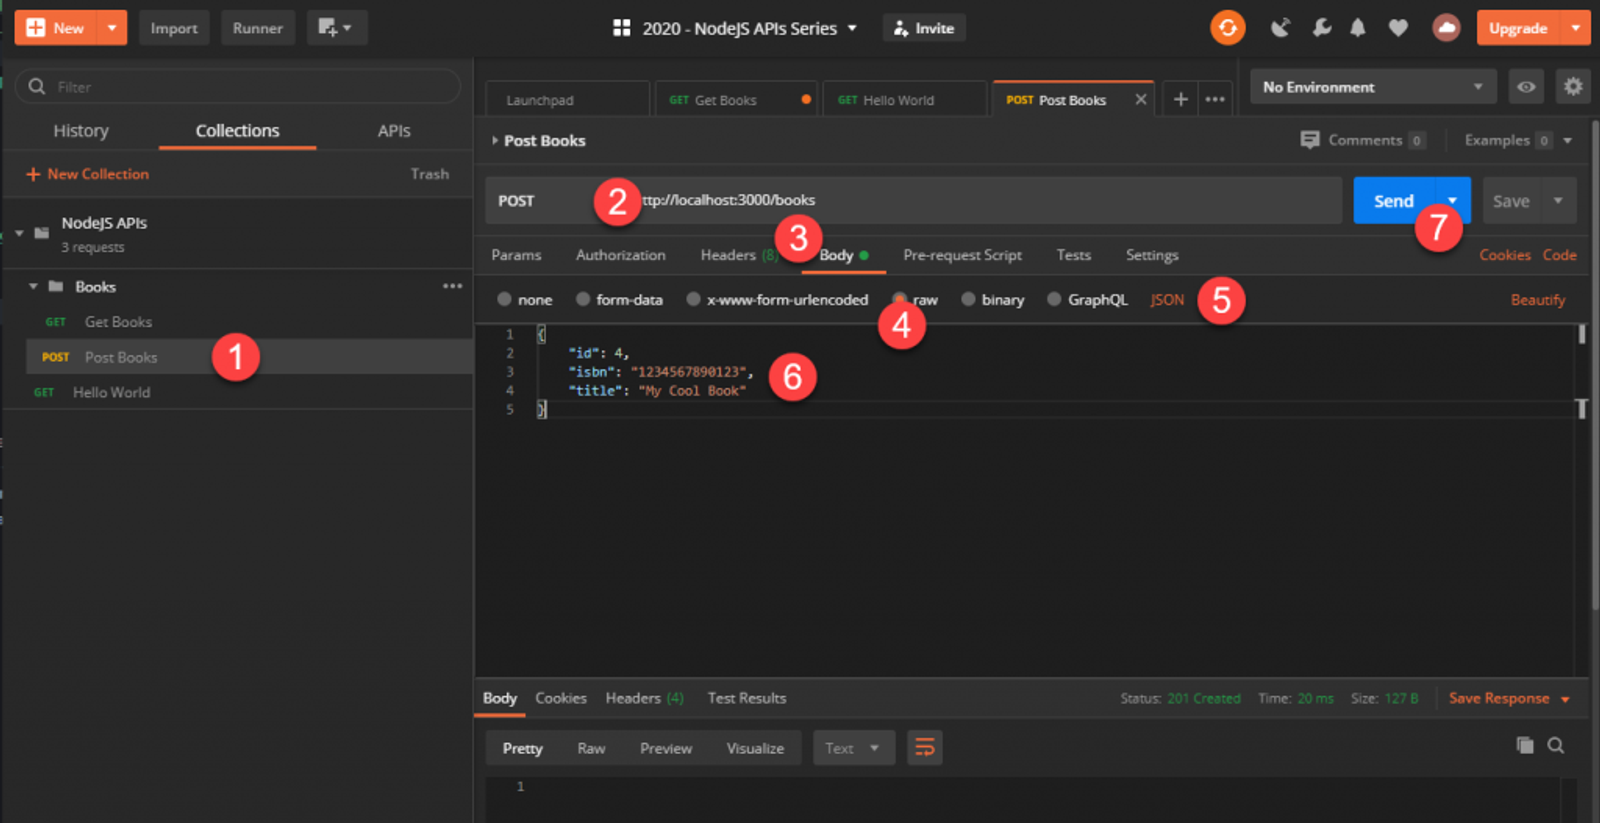 New Import Runner 2020 - NodeJS APIs Series Invite Upgrade
Filter
History Collections APIs
+ New Collection Trash
NodeJS APIs
3 requests
Books
GET Get Books
POST Post Books 1
GET Hello World
Launchpad GET Get Books GET Hello World POST Post Books No Environment
Post Books Comments 0 Examples 0
POST 2 ttp://localhost:3000/books Send Save
7
Params Authorization Headers (8) 3 Body Pre-request Script Tests Settings Cookies Code
none form-data x-www-form-urlencoded raw binary GraphQL JSON 5 Beautify
4
1 {
2 "id": 4,
3 "isbn": "1234567890123", 6
4 "title": "My Cool Book"
5 }
Body Cookies Headers (4) Test Results Status: 201 Created Time: 20 ms Size: 127 B Save Response
Pretty Raw Preview Visualize Text
1